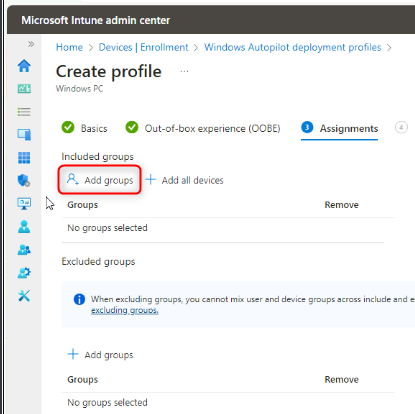 Microsoft Intune admin center
Home > Devices | Enrollment > Windows Autopilot deployment profiles >
Create profile ...
Windows PC
Basics Out-of-box experience (OOBE) 3 Assignments 4
Included groups
Add groups Add all devices
Groups Remove
No groups selected
Excluded groups
When excluding groups, you cannot mix user and device groups across include and e
excluding groups.
Add groups
Groups Remove
No groups selected